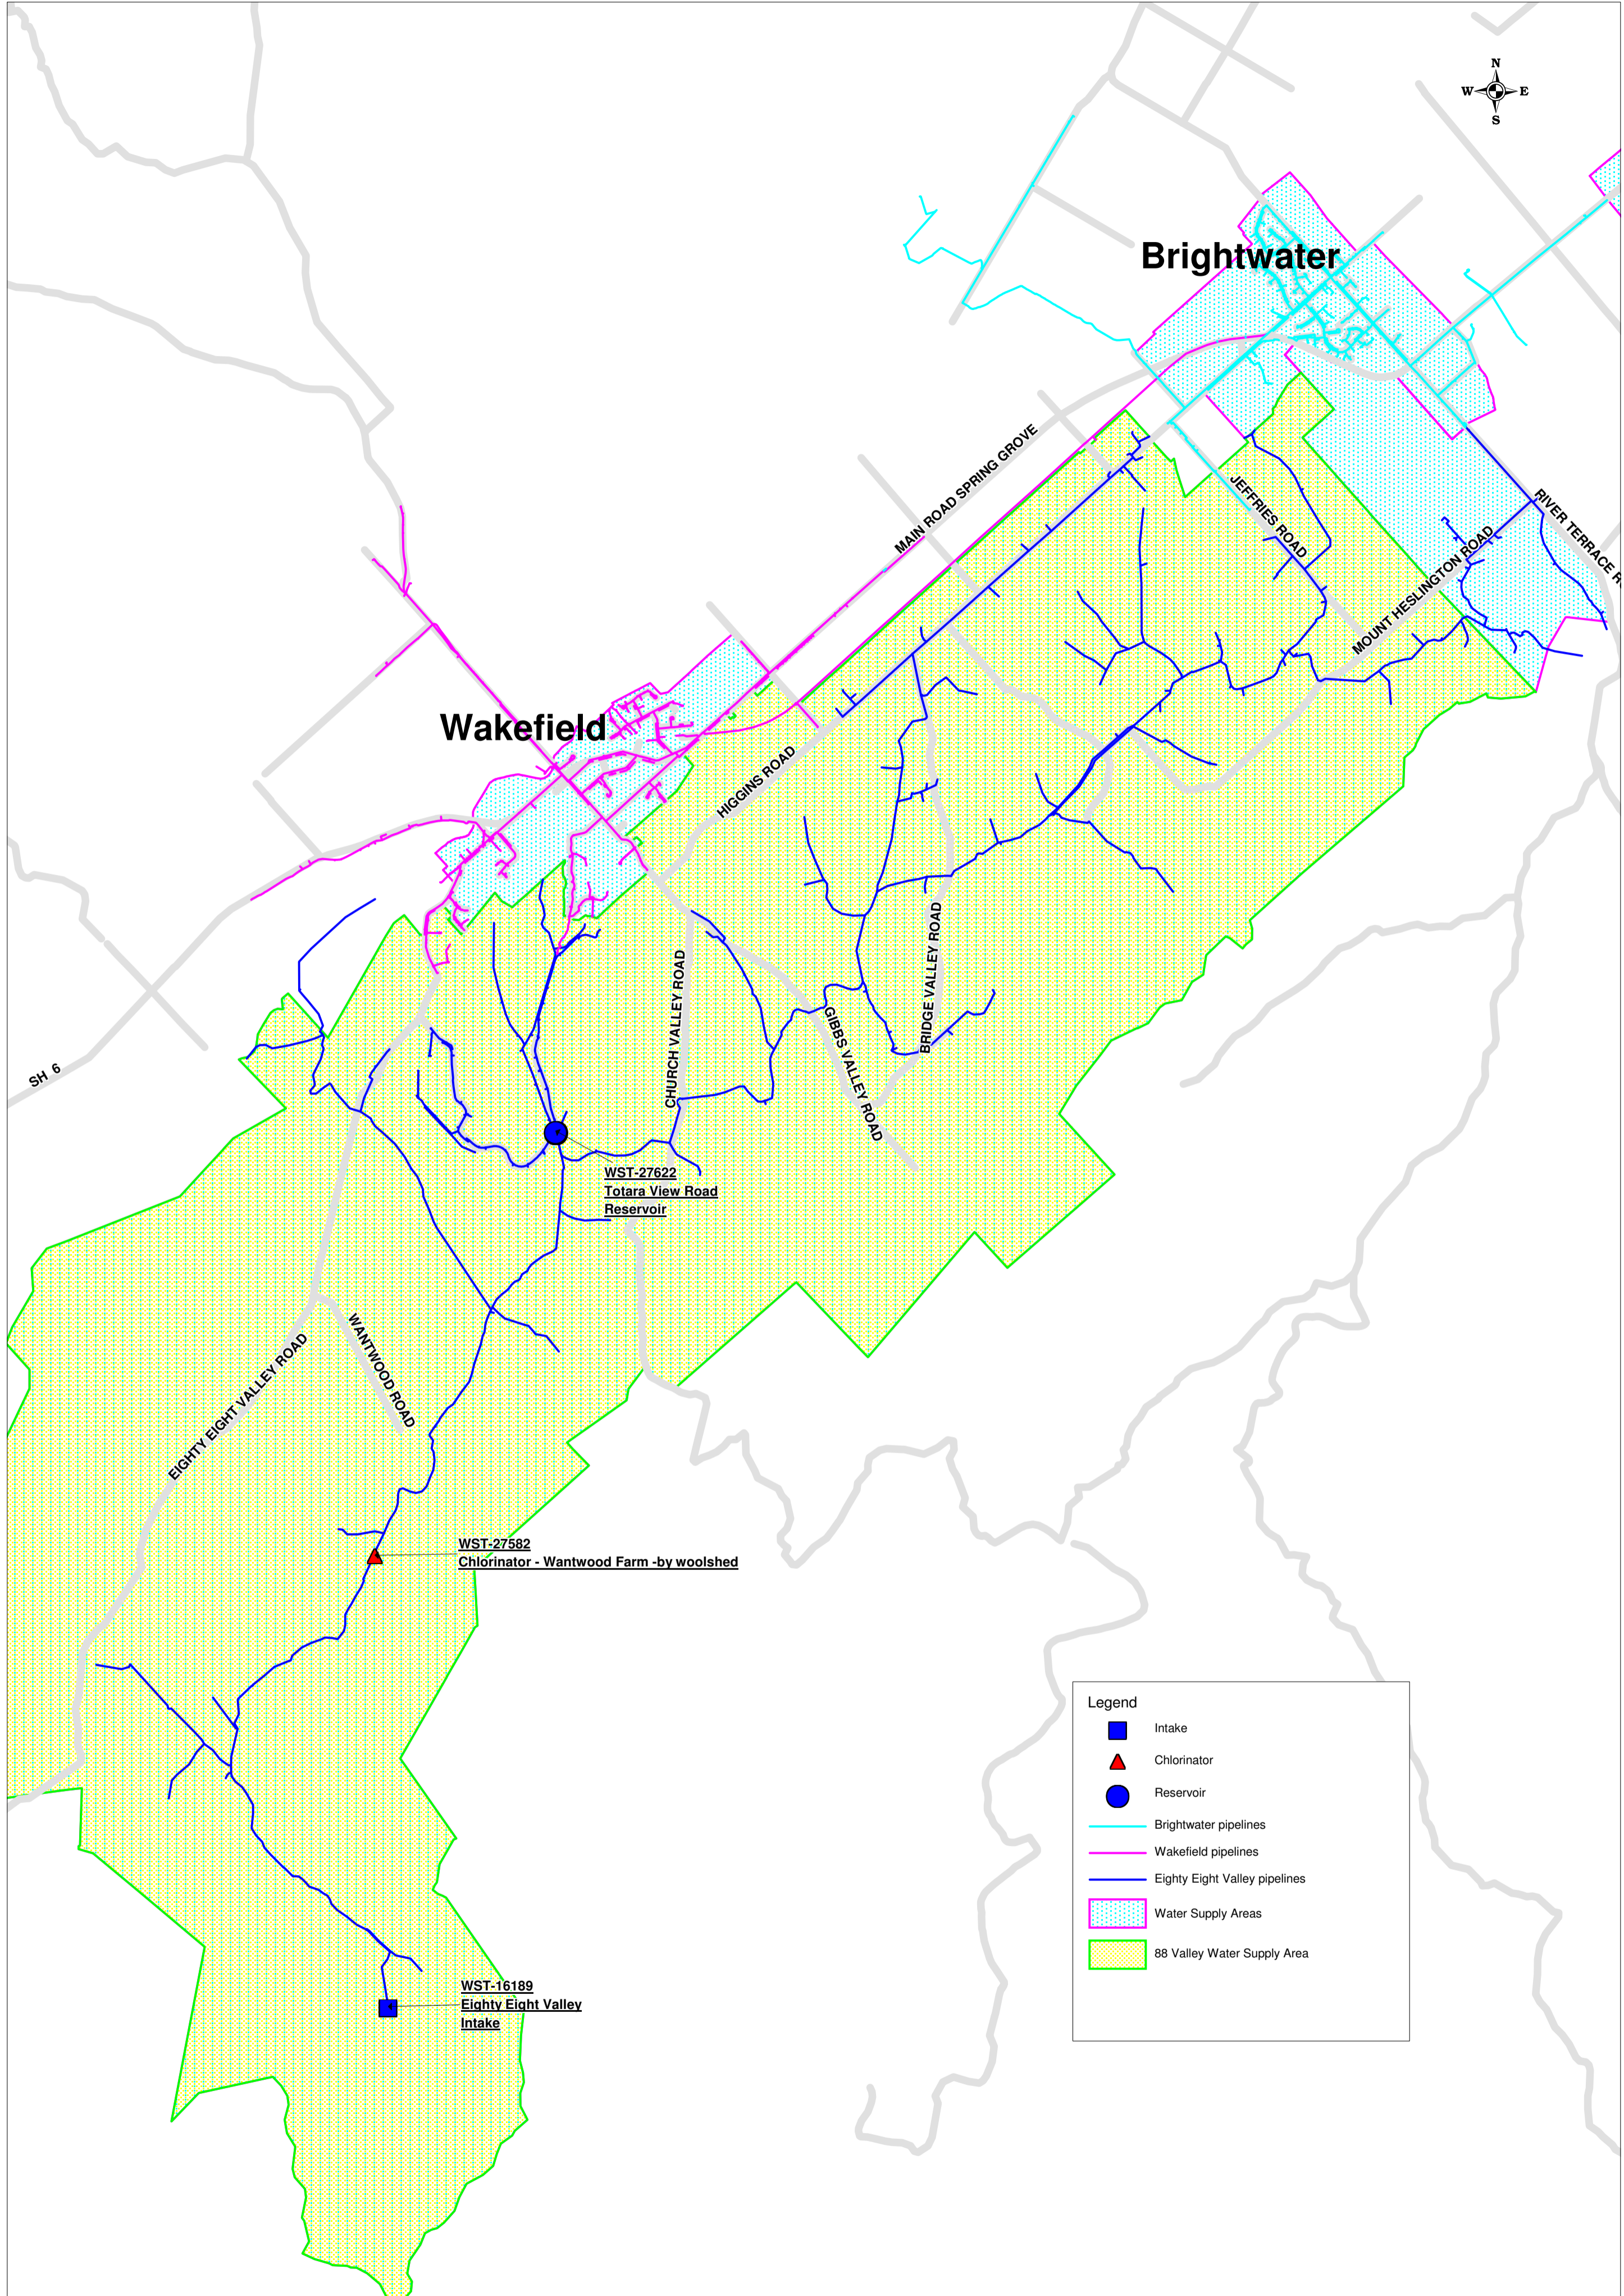 N
W E
S
Brightwater
MAIN ROAD SPRING GROVE
JEFFRIES ROAD
RIVER TERRACE R
MOUNT HESLINGTON ROAD
Wakefield
HIGGINS ROAD
BRIDGE VALLEY ROAD
CHURCH VALLEY ROAD
GIBBS VALLEY ROAD
SH 6
WST-27622
Totara View Road
Reservoir
WANTWOOD ROAD
EIGHTY EIGHT VALLEY ROAD
WST-27582
Chlorinator - Wantwood Farm -by woolshed
WST-16189
Eighty Eight Valley
Intake
Legend
Intake
Chlorinator
Reservoir
Brightwater pipelines
Wakefield pipelines
Eighty Eight Valley pipelines
Water Supply Areas
88 Valley Water Supply Area